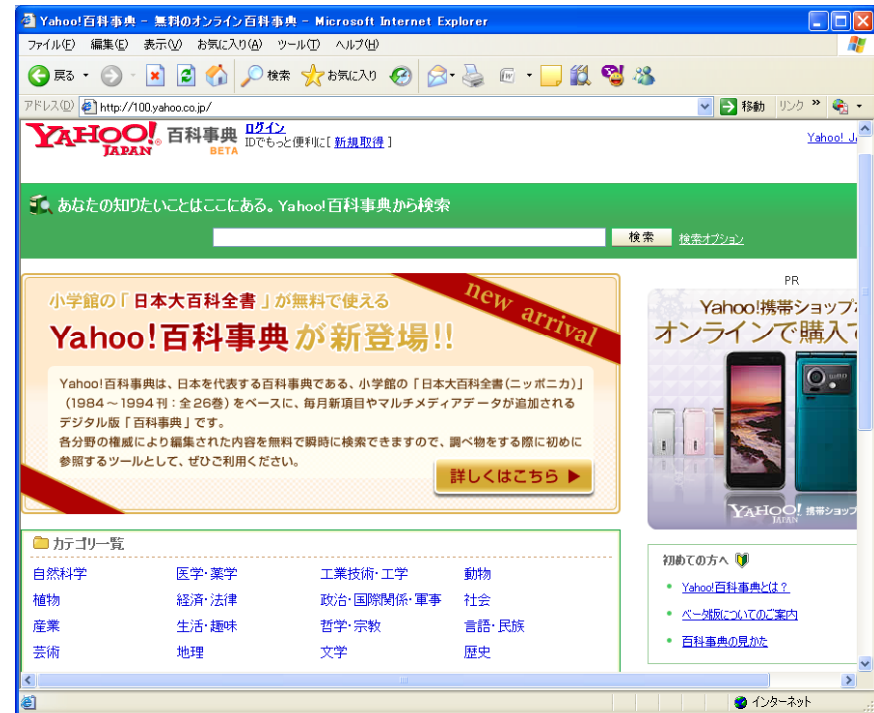 Yahoo!百科事典 - 無料のオンライン百科事典 - Microsoft Internet Explorer
ファイル(F) 編集(E) 表示(V) お気に入り(A) ツール(T) ヘルプ(H)
戻る 検索 お気に入り
アドレス(D) http://100.yahoo.co.jp/ 移動 リンク »
YAHOO! JAPAN 百科事典 BETA
ログイン
IDでもっと便利に[ 新規取得 ]
Yahoo! J
あなたの知りたいことはここにある。Yahoo!百科事典から検索
検索 検索オプション
小学館の「日本大百科全書」が無料で使える
Yahoo!百科事典が新登場!!
new arrival
Yahoo!百科事典は、日本を代表する百科事典である、小学館の「日本大百科全書(ニッポニカ)」
(1984~1994刊:全26巻)をベースに、毎月新項目やマルチメディアデータが追加される
デジタル版「百科事典」です。
各分野の権威により編集された内容を無料で瞬時に検索できますので、調べ物をする際に初めに
参照するツールとして、ぜひご利用ください。
詳しくはこちら ▶
PR
Yahoo!携帯ショップ
オンラインで購入
YAHOO! JAPAN 携帯ショップ
カテゴリ一覧
自然科学 医学・薬学 工業技術・工学 動物
植物 経済・法律 政治・国際関係・軍事 社会
産業 生活・趣味 哲学・宗教 言語・民族
芸術 地理 文学 歴史
初めての方へ
Yahoo!百科事典とは?
ベータ版についてのご案内
百科事典の見かた
インターネット